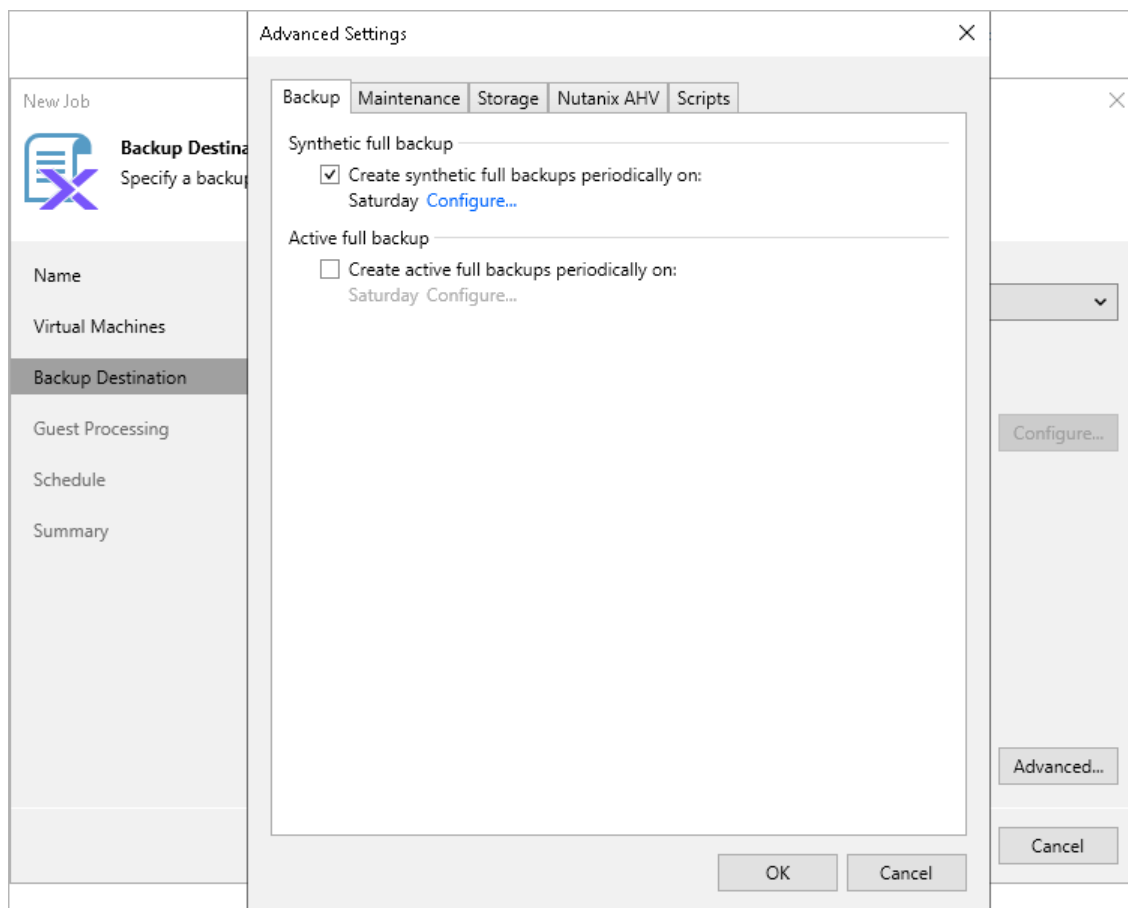 Advanced Settings
New Job
Backup Destina
Specify a backup
Name
Virtual Machines
Backup Destination
Guest Processing
Schedule
Summary
Backup Maintenance Storage Nutanix AHV Scripts
Synthetic full backup
Create synthetic full backups periodically on:
Saturday Configure...
Active full backup
Create active full backups periodically on:
Saturday Configure...
OK Cancel
Configure...
Advanced...
Cancel